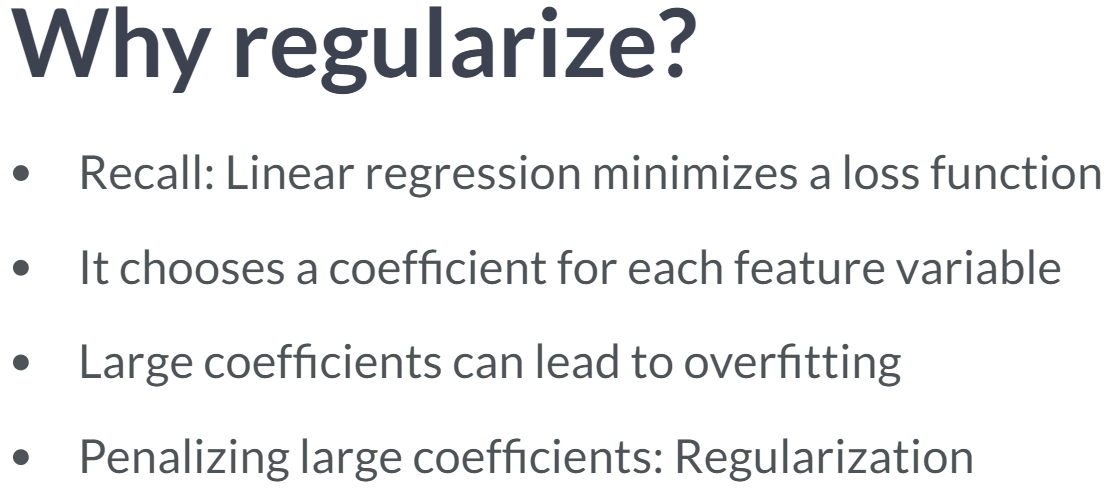 Why regularize?
• Recall: Linear regression minimizes a loss function
• It chooses a coefficient for each feature variable
• Large coefficients can lead to overfitting
• Penalizing large coefficients: Regularization